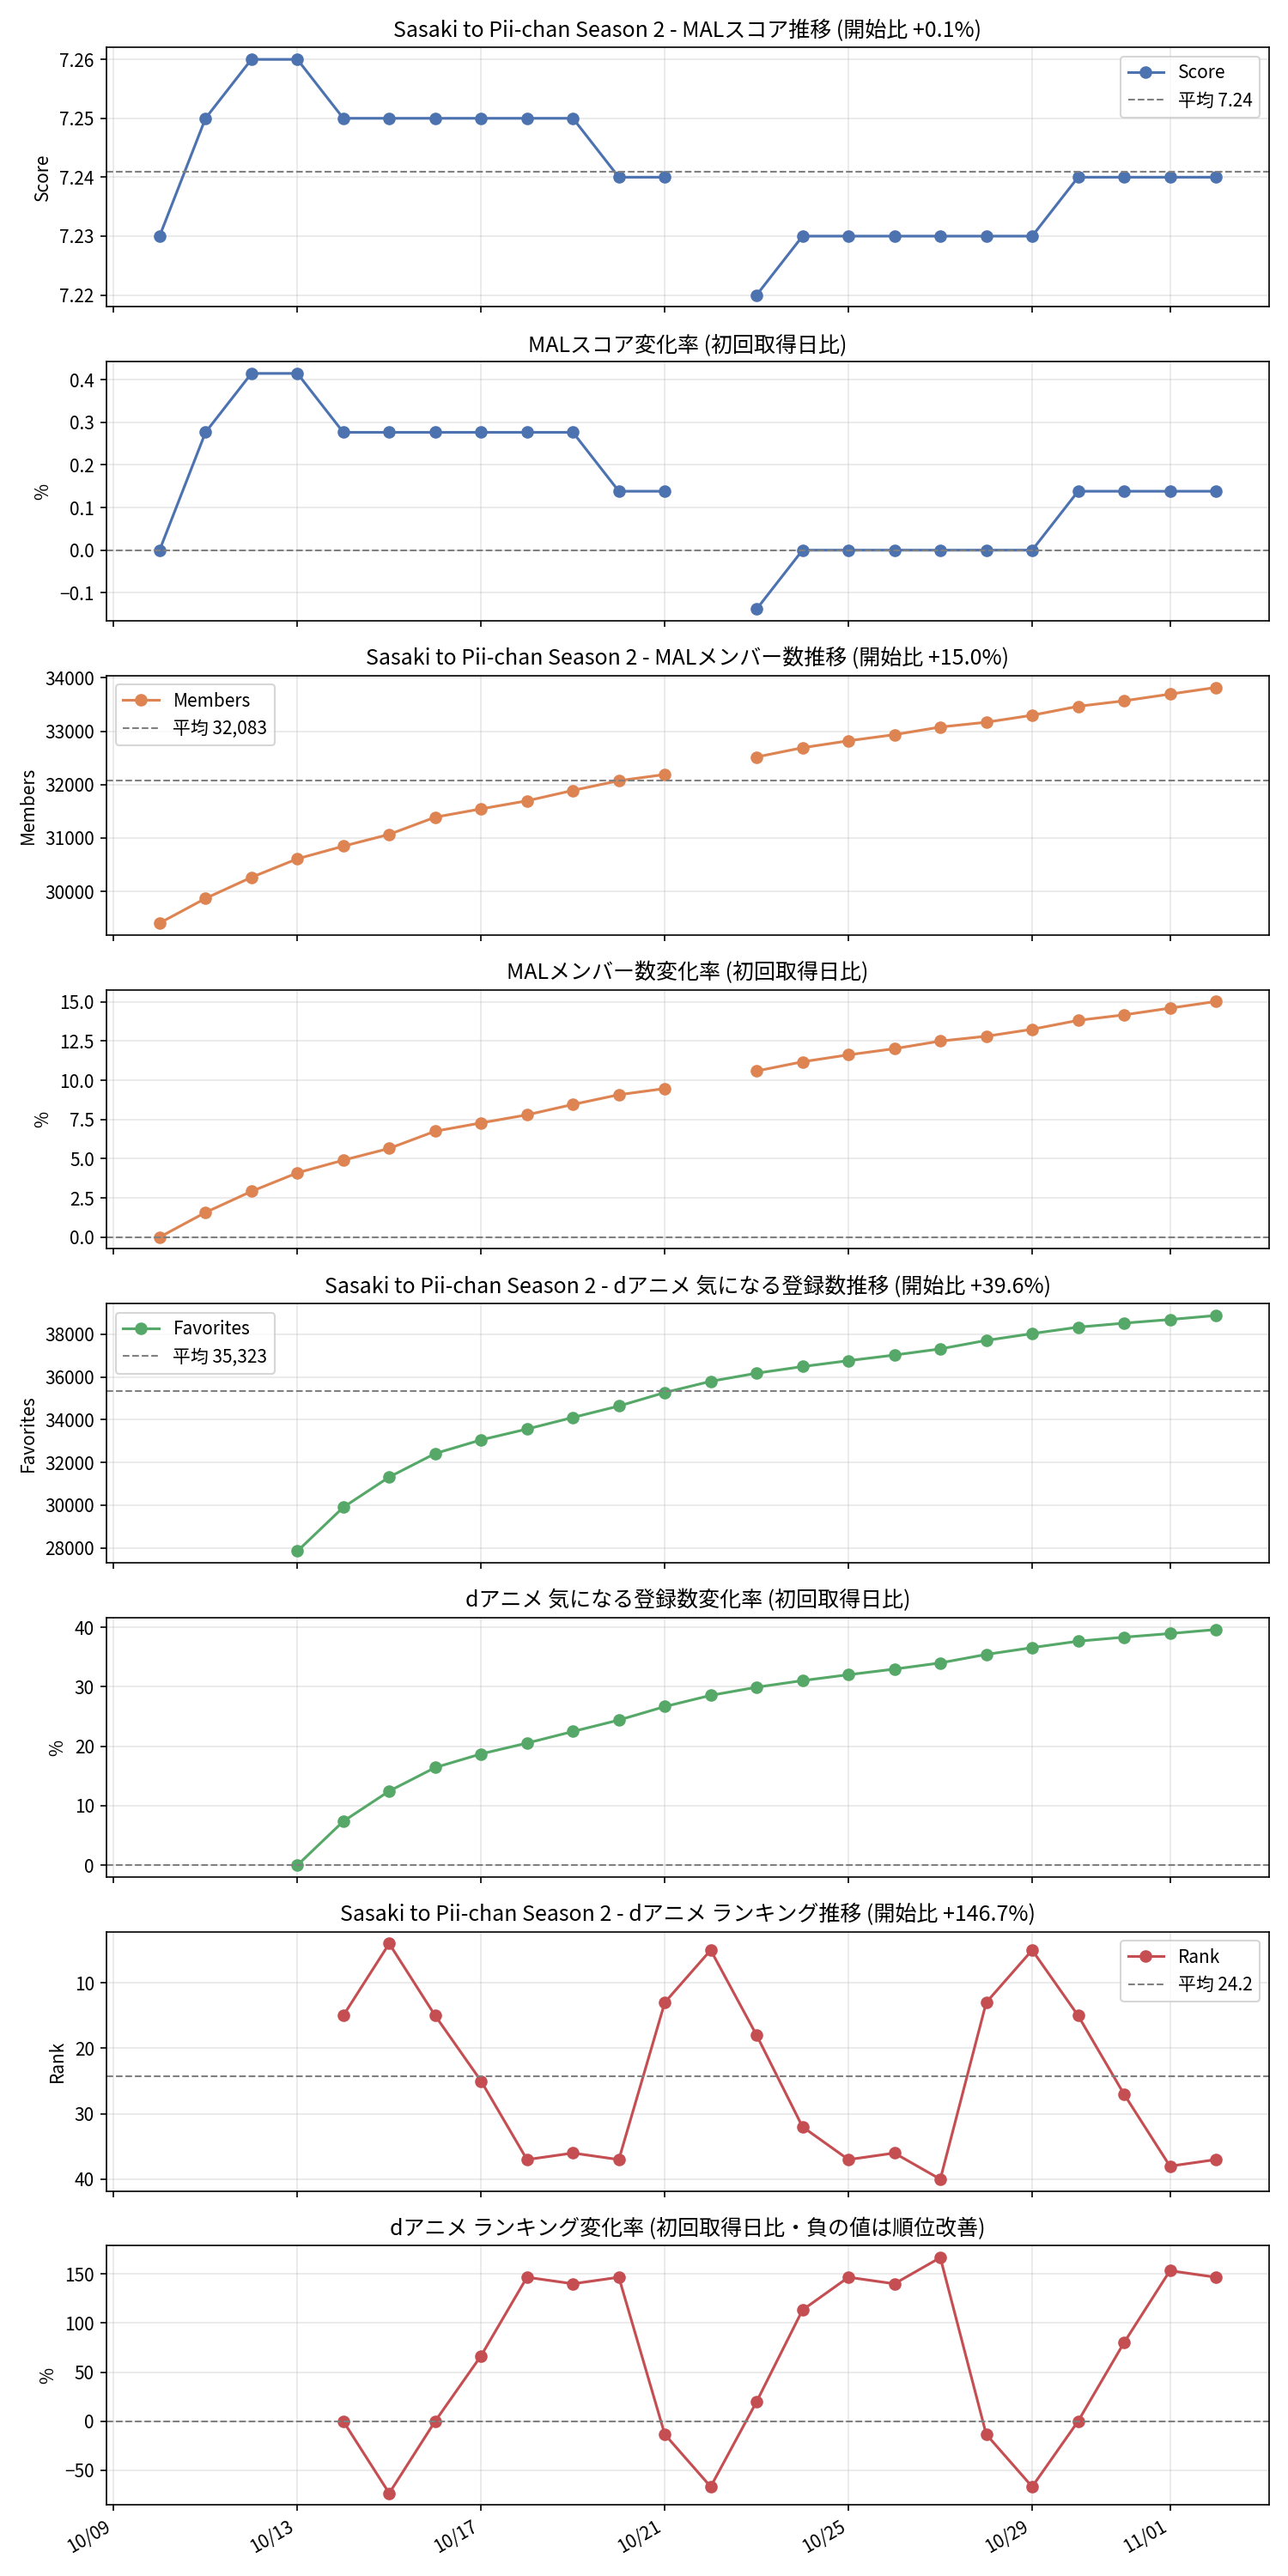 Sasaki to Pii-chan Season 2 - MALスコア推移 (開始比 +0.1%)
7.26
7.25
7.24
7.23
7.22
Score
Score
平均 7.24
MALスコア変化率 (初回取得日比)
0.4
0.3
0.2
0.1
0.0
−0.1
%
Sasaki to Pii-chan Season 2 - MALメンバー数推移 (開始比 +15.0%)
34000
33000
32000
31000
30000
Members
Members
平均 32,083
MALメンバー数変化率 (初回取得日比)
15.0
12.5
10.0
7.5
5.0
2.5
0.0
%
Sasaki to Pii-chan Season 2 - dアニメ 気になる登録数推移 (開始比 +39.6%)
38000
36000
34000
32000
30000
28000
Favorites
Favorites
平均 35,323
dアニメ 気になる登録数変化率 (初回取得日比)
40
30
20
10
0
%
Sasaki to Pii-chan Season 2 - dアニメ ランキング推移 (開始比 +146.7%)
10
20
30
40
Rank
Rank
平均 24.2
dアニメ ランキング変化率 (初回取得日比・負の値は順位改善)
150
100
50
0
−50
%
10/09
10/13
10/17
10/21
10/25
10/29
11/01